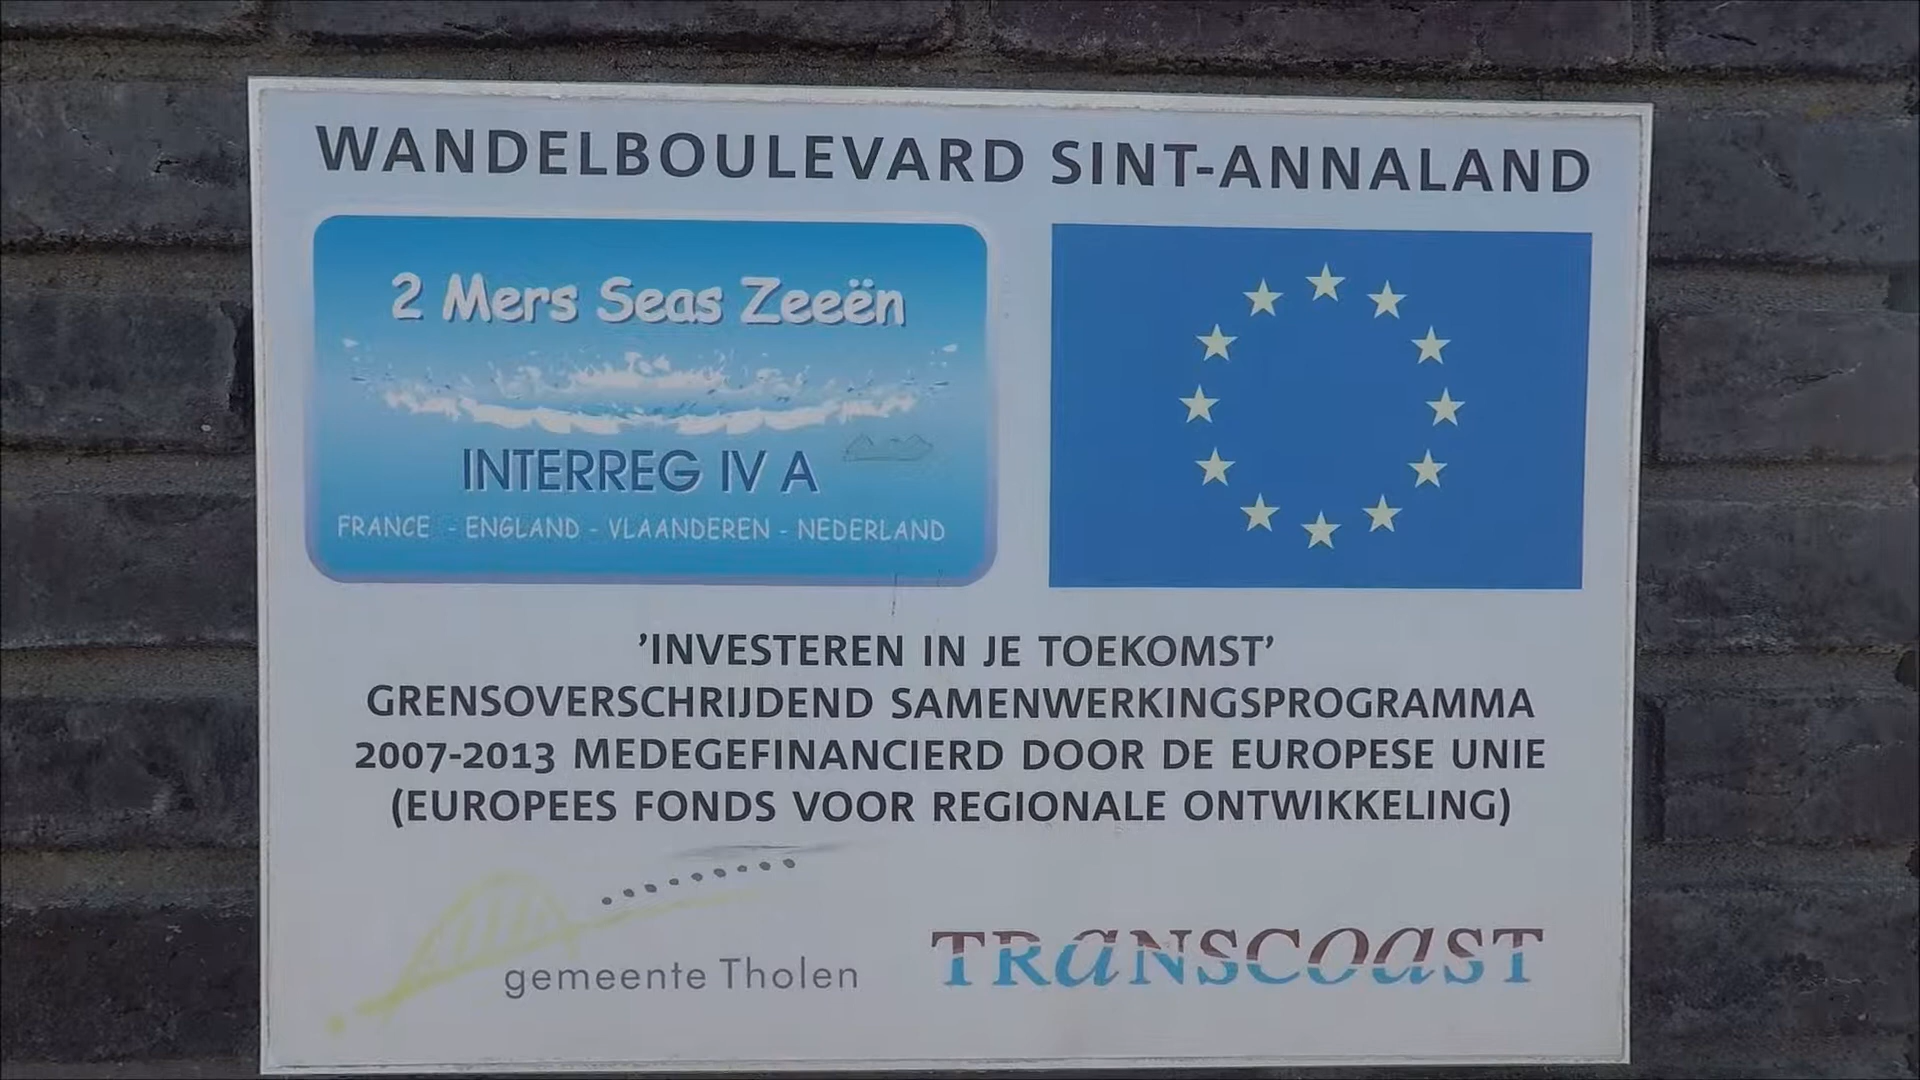 WANDELBOULEVARD SINT-ANNALAND
2 Mers Seas Zeeën
INTERREG IV A
FRANCE - ENGLAND - VLAANDEREN - NEDERLAND
'INVESTEREN IN JE TOEKOMST'
GRENSOVERSCHRIJDEND SAMENWERKINGSPROGRAMMA
2007-2013 MEDEGEFINANCIERD DOOR DE EUROPESE UNIE
(EUROPEES FONDS VOOR REGIONALE ONTWIKKELING)
gemeente Tholen
TRANSCOAST